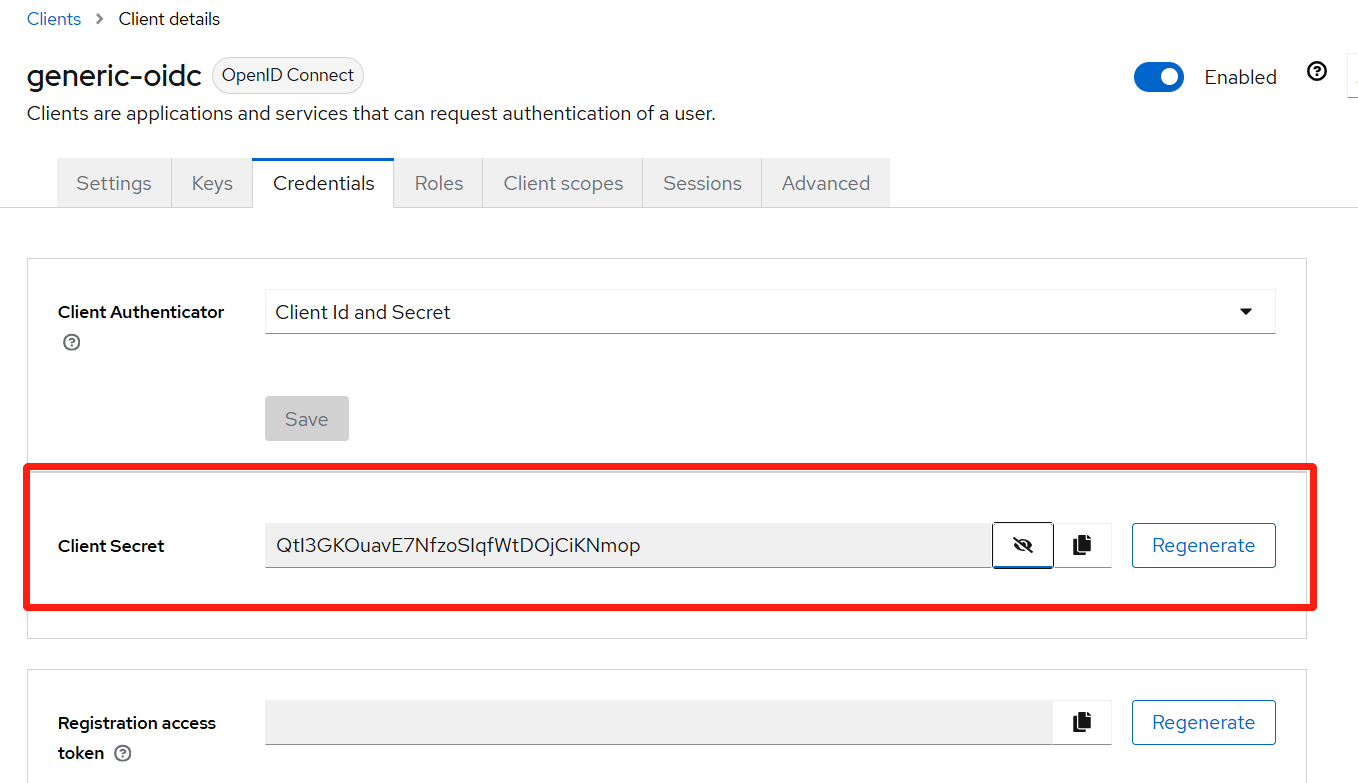 Clients > Client details
generic-oidc OpenID Connect
Enabled
Clients are applications and services that can request authentication of a user.
Settings Keys Credentials Roles Client scopes Sessions Advanced
Client Authenticator Client Id and Secret
Save
Client Secret QtI3GKOuavE7NfzoSIqfWtDOjCiKNmop Regenerate
Registration access
token
Regenerate